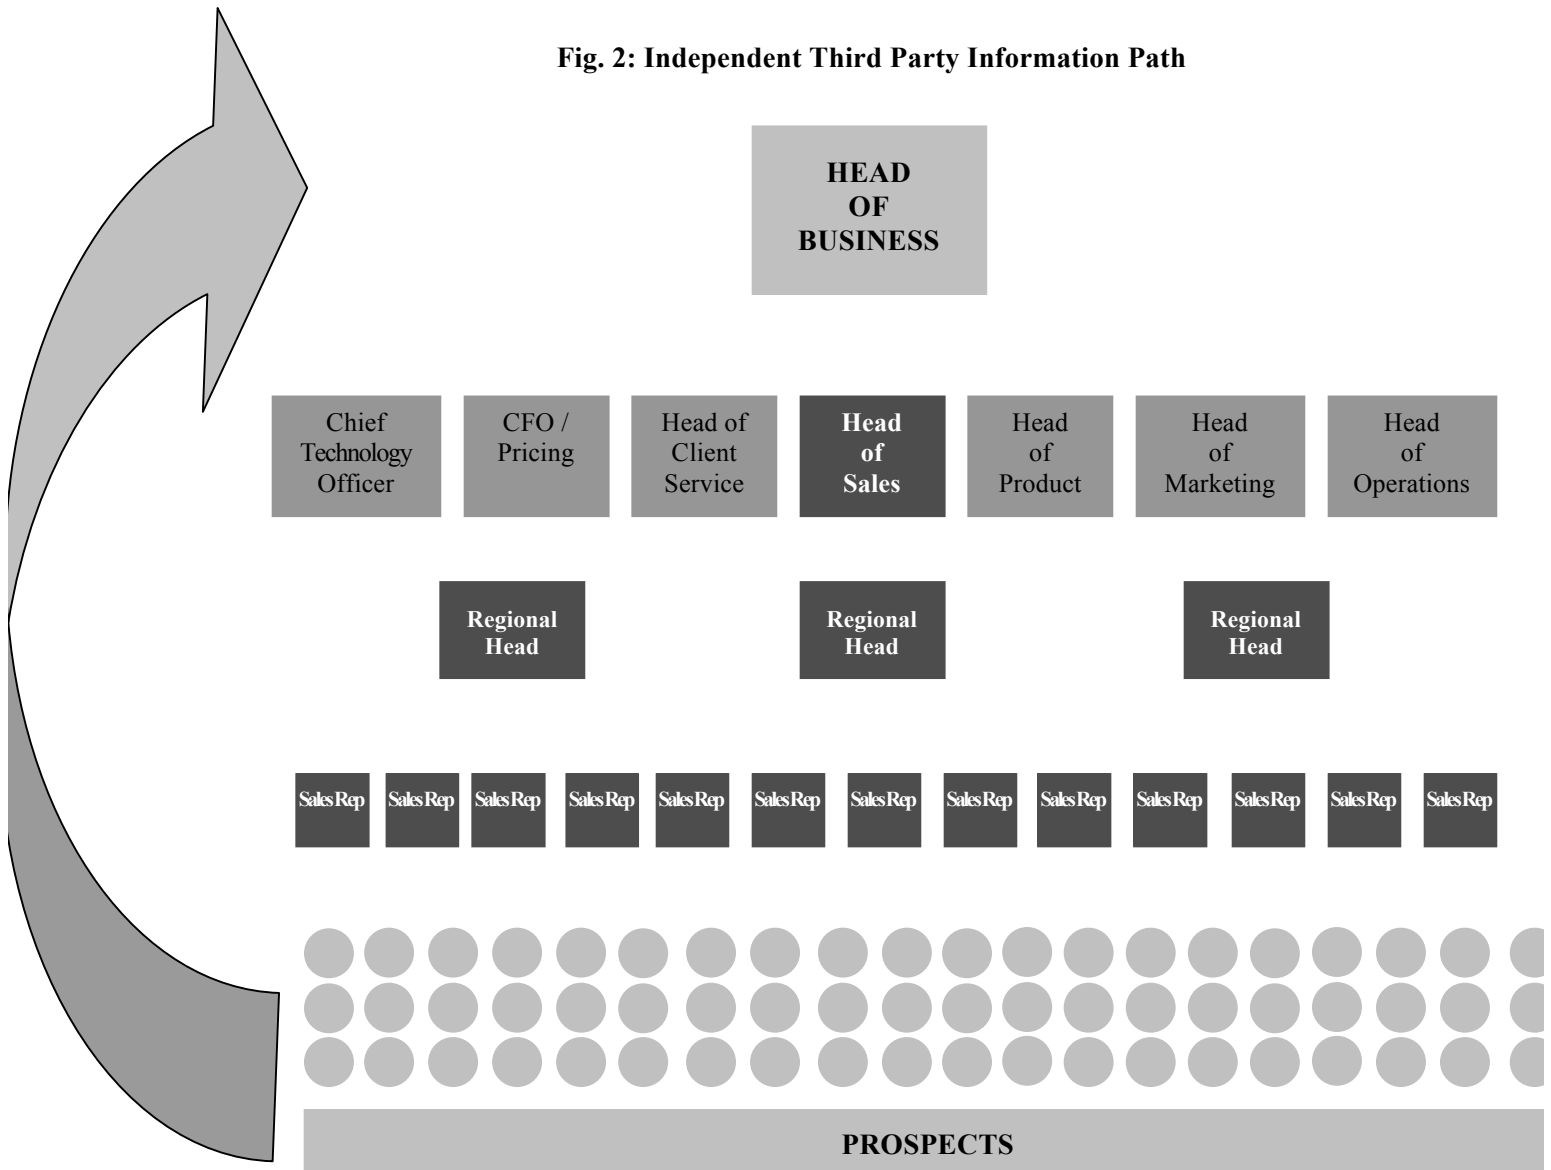 Fig. 2: Independent Third Party Information Path
HEAD
OF
BUSINESS
Chief
Technology
Officer
CFO /
Pricing
Head of
Client
Service
Head
of
Sales
Head
of
Product
Head
of
Marketing
Head
of
Operations
Regional
Head
Regional
Head
Regional
Head
Sales Rep
Sales Rep
Sales Rep
Sales Rep
Sales Rep
Sales Rep
Sales Rep
Sales Rep
Sales Rep
Sales Rep
Sales Rep
Sales Rep
Sales Rep
PROSPECTS